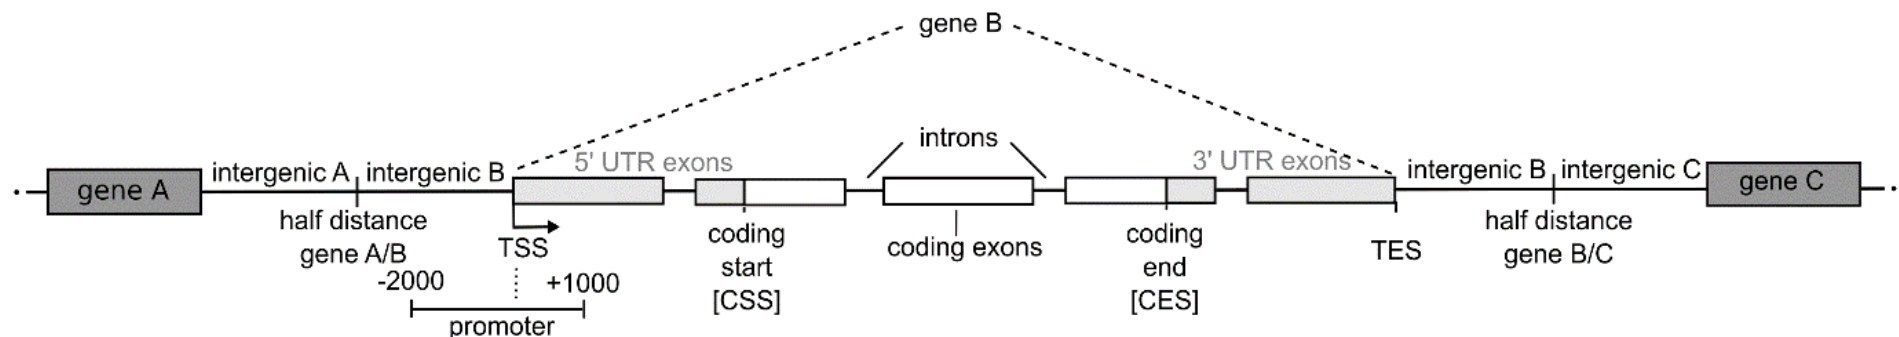 gene B
introns
5' UTR exons
3' UTR exons
intergenic A
intergenic B
intergenic B
intergenic C
gene A
gene C
half distance
gene A/B
TSS
coding
start
[CSS]
coding exons
coding
end
[CES]
TES
half distance
gene B/C
-2000
+1000
promoter